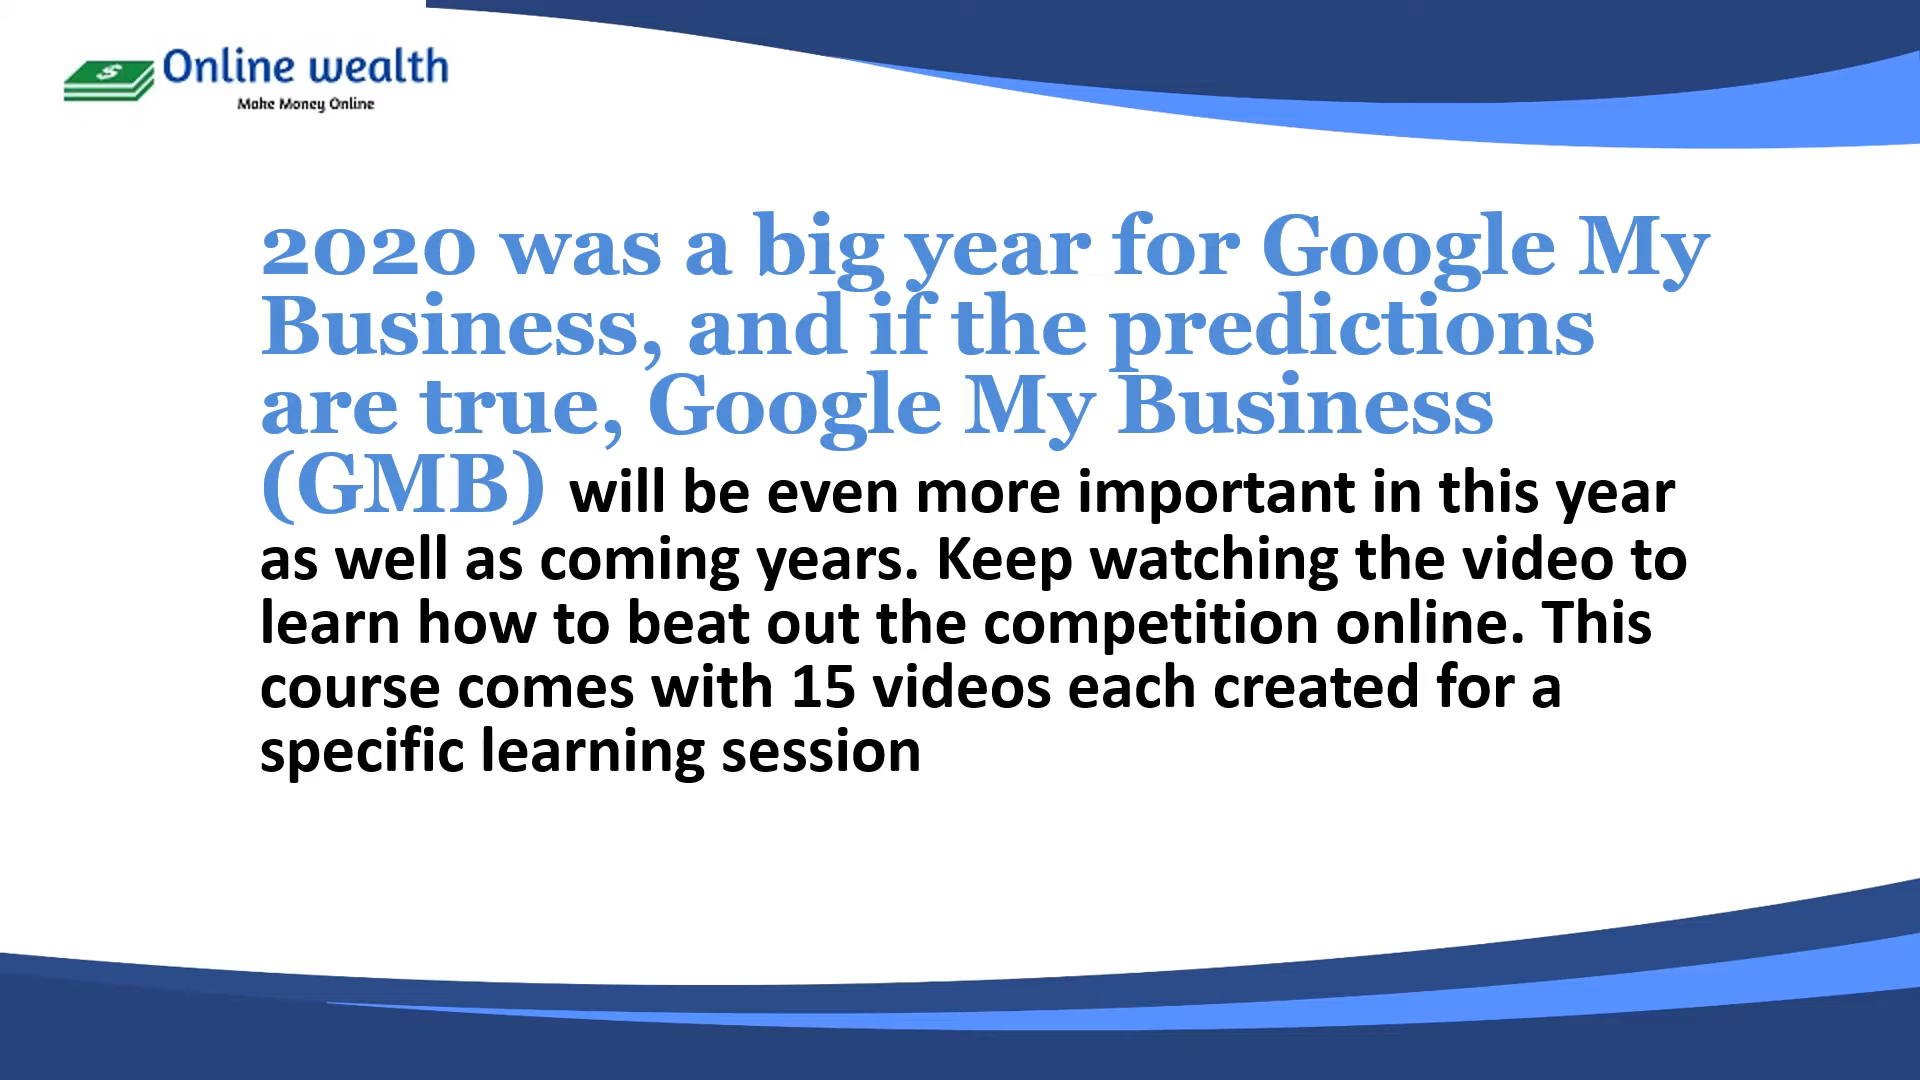 Online wealth
Make Money Online
2020 was a big year for Google My
Business, and if the predictions
are true, Google My Business
(GMB) will be even more important in this year
as well as coming years. Keep watching the video to
learn how to beat out the competition online. This
course comes with 15 videos each created for a
specific learning session